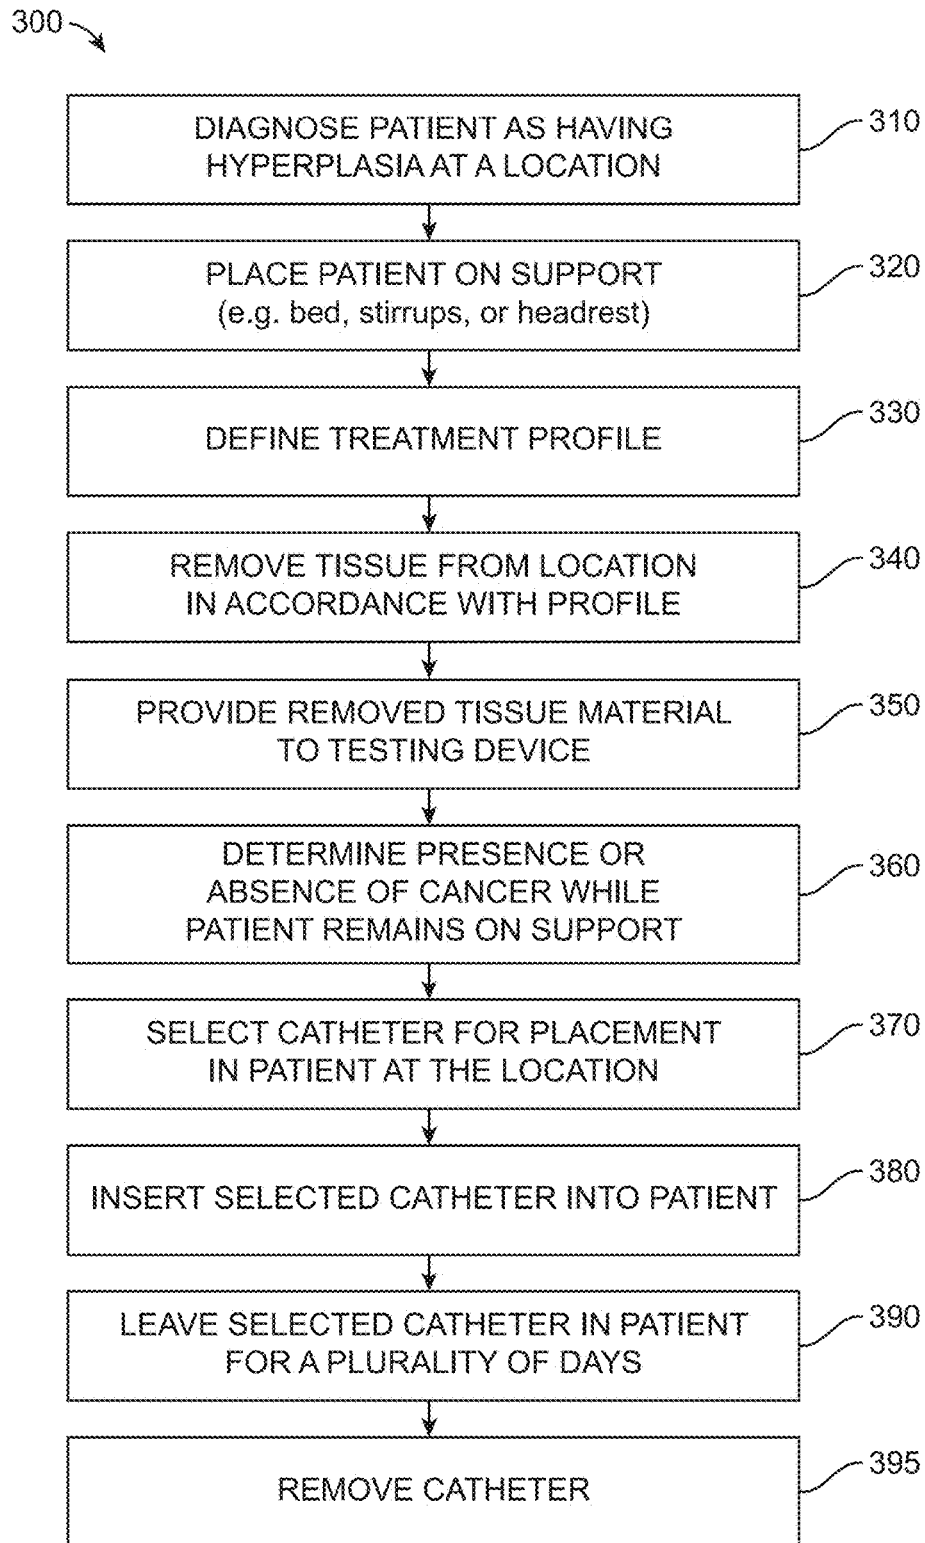 300
DIAGNOSE PATIENT AS HAVING
HYPERPLASIA AT A LOCATION
310
PLACE PATIENT ON SUPPORT
(e.g. bed, stirrups, or headrest)
320
DEFINE TREATMENT PROFILE
330
REMOVE TISSUE FROM LOCATION
IN ACCORDANCE WITH PROFILE
340
PROVIDE REMOVED TISSUE MATERIAL
TO TESTING DEVICE
350
DETERMINE PRESENCE OR
ABSENCE OF CANCER WHILE
PATIENT REMAINS ON SUPPORT
360
SELECT CATHETER FOR PLACEMENT
IN PATIENT AT THE LOCATION
370
INSERT SELECTED CATHETER INTO PATIENT
380
LEAVE SELECTED CATHETER IN PATIENT
FOR A PLURALITY OF DAYS
390
REMOVE CATHETER
395